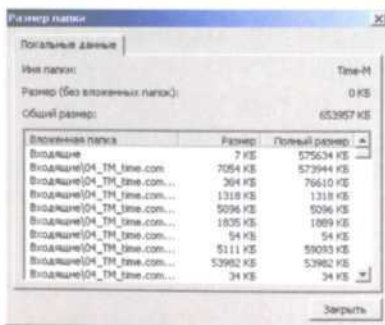 Размер папки
Локальные данные
Имя папки: Time-M
Размер (без вложенных папок): 0 КБ
Общий размер: 653957 КБ
Вложенная папка Размер Полный размер
Входящие 7 КБ 575634 КБ
Входящие\04_TM_time.com 7054 КБ 573944 КБ
Входящие\04_TM_time.com... 364 КБ 76610 КБ
Входящие\04_TM_time.com... 1318 КБ 1318 КБ
Входящие\04_TM_time.com... 5096 КБ 5096 КБ
Входящие\04_TM_time.com... 1835 КБ 1889 КБ
Входящие\04_TM_time.com... 54 КБ 54 КБ
Входящие\04_TM_time.com... 5111 КБ 59093 КБ
Входящие\04_TM_time.com... 53982 КБ 53982 КБ
Входящие\04_TM_time.com... 34 КБ 34 КБ
Закрыть